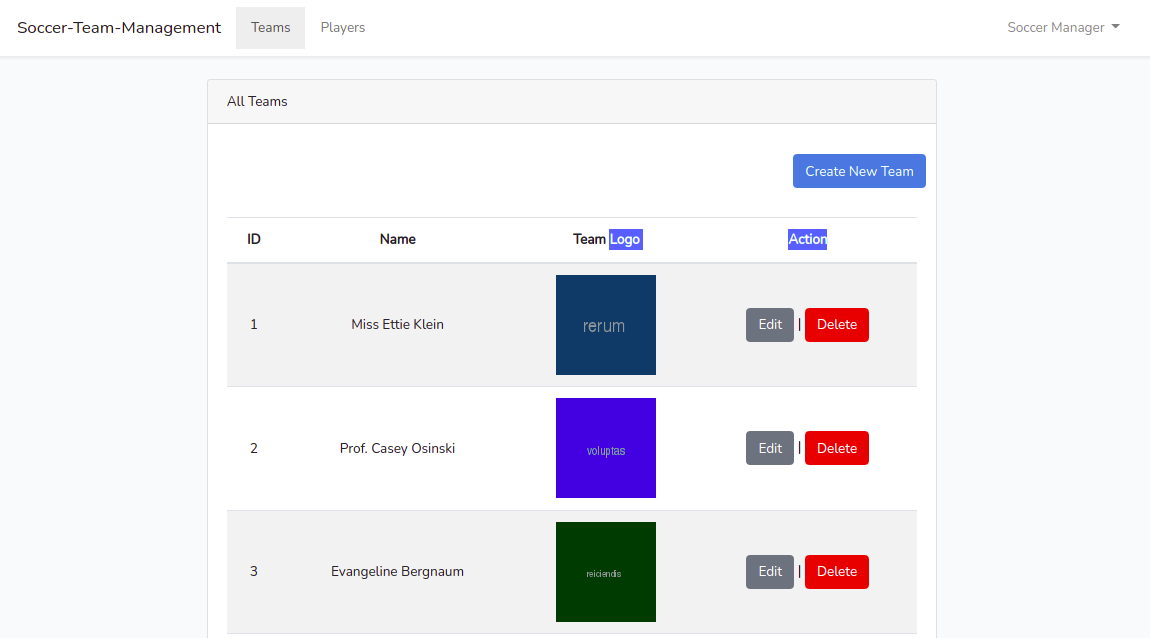 Soccer-Team-Management Teams Players Soccer Manager
All Teams
Create New Team
ID Name Team Logo Action
1 Miss Ettie Klein rerum Edit | Delete
2 Prof. Casey Osinski voluptas Edit | Delete
3 Evangeline Bergnaum reiciendis Edit | Delete